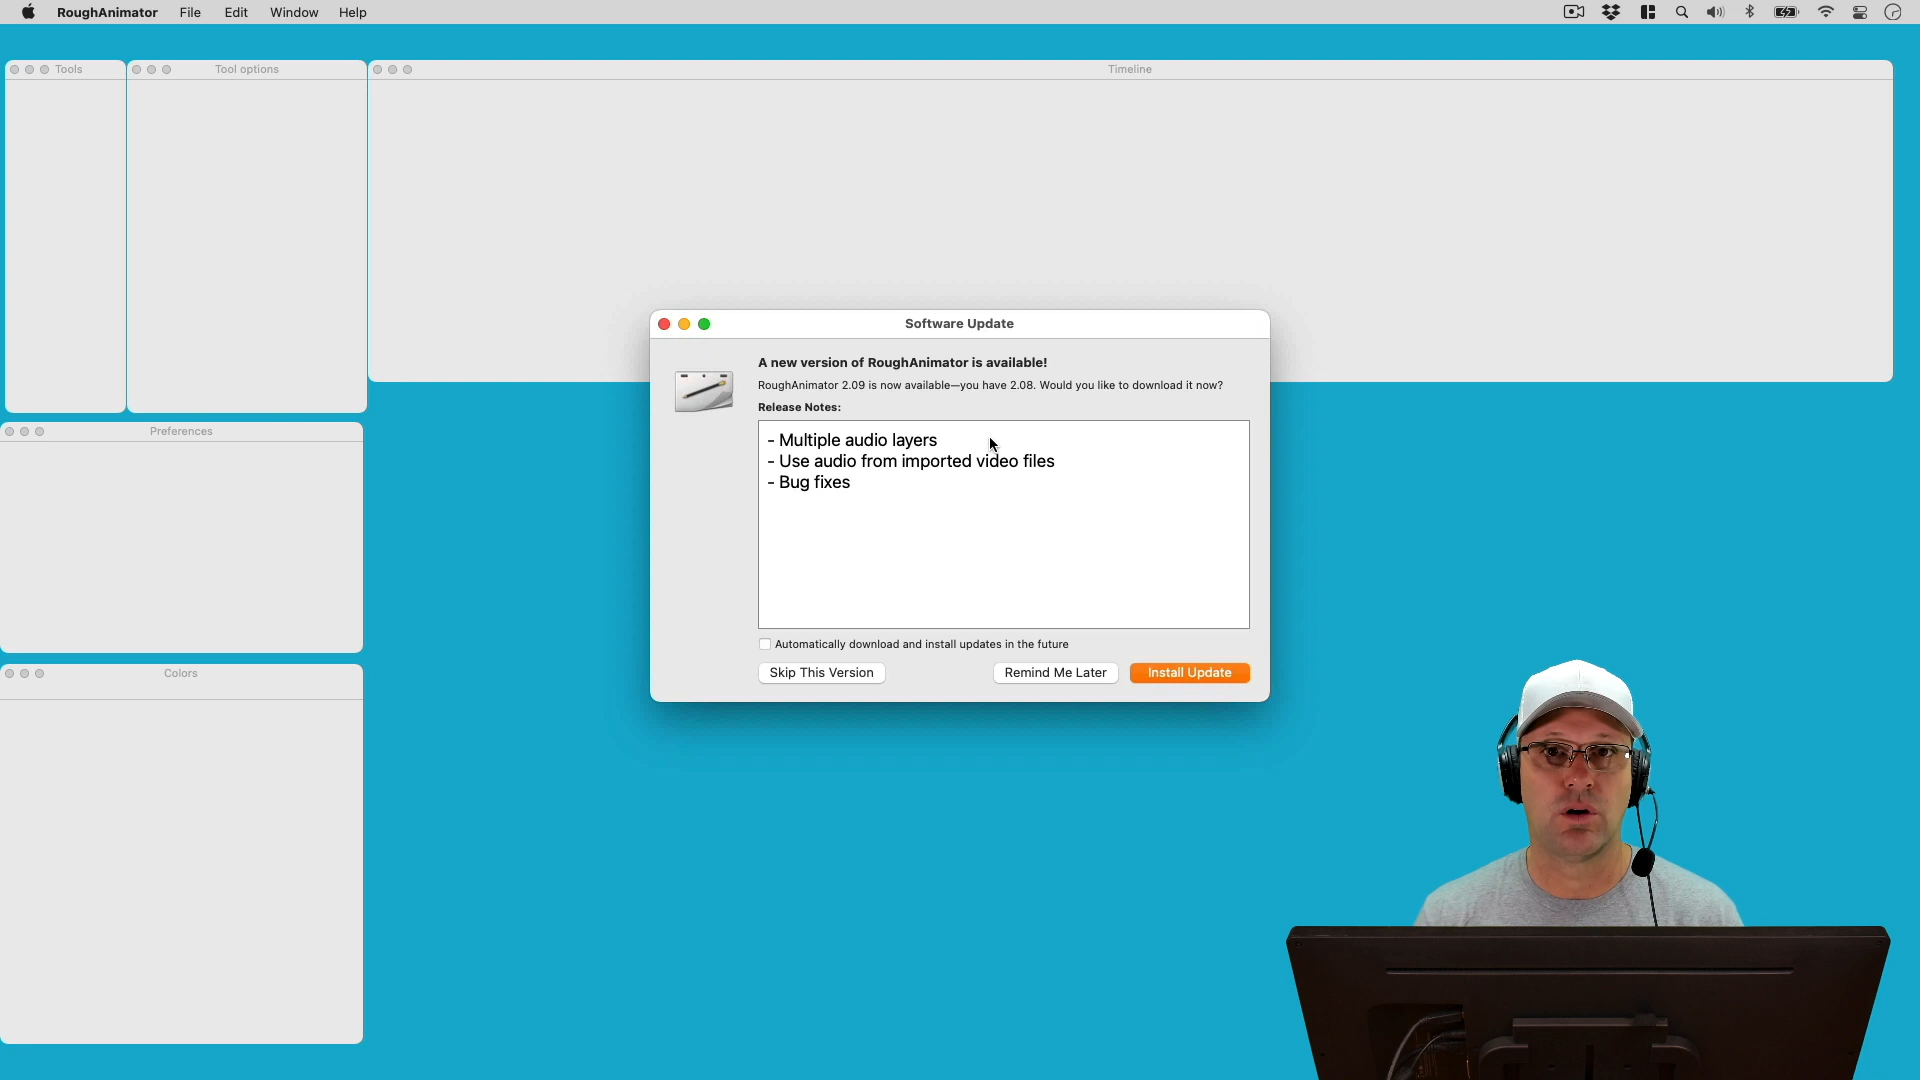 RoughAnimator File Edit Window Help
Tools
Tool options
Timeline
Software Update
A new version of RoughAnimator is available!
RoughAnimator 2.09 is now available—you have 2.08. Would you like to download it now?
Release Notes:
- Multiple audio layers
- Use audio from imported video files
- Bug fixes
Automatically download and install updates in the future
Skip This Version
Remind Me Later
Install Update
Preferences
Colors